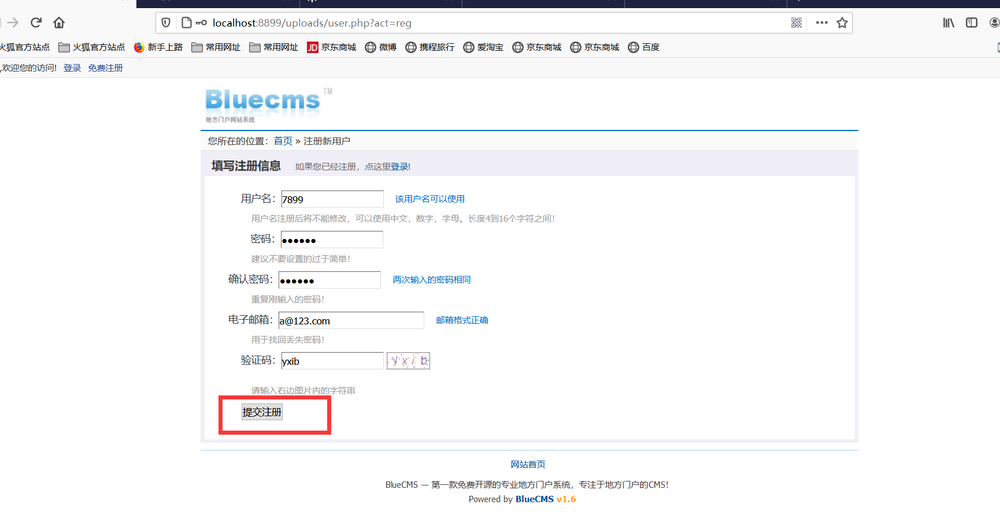 localhost:8899/uploads/user.php?act=reg
火狐官方站点 火狐官方站点 新手上路 常用网址 常用网址 JD 京东商城 微博 携程旅行 爱淘宝 京东商城 京东商城 百度
,欢迎您的访问! 登录 免费注册
Bluecms TM
地方门户网站系统
您所在的位置：首页 » 注册新用户
填写注册信息 如果您已经注册，点这里登录!
用户名： 7899 该用户名可以使用
用户名注册后将不能修改，可以使用中文，数字，字母。长度4到16个字符之间!
密码： ●●●●●●
建议不要设置的过于简单!
确认密码： ●●●●●● 两次输入的密码相同
重复刚输入的密码!
电子邮箱： a@123.com 邮箱格式正确
用于找回丢失密码!
验证码： yxib yxib
请输入右边图片内的字符串
提交注册
网站首页
BlueCMS — 第一款免费开源的专业地方门户系统，专注于地方门户的CMS!
Powered by BlueCMS v1.6